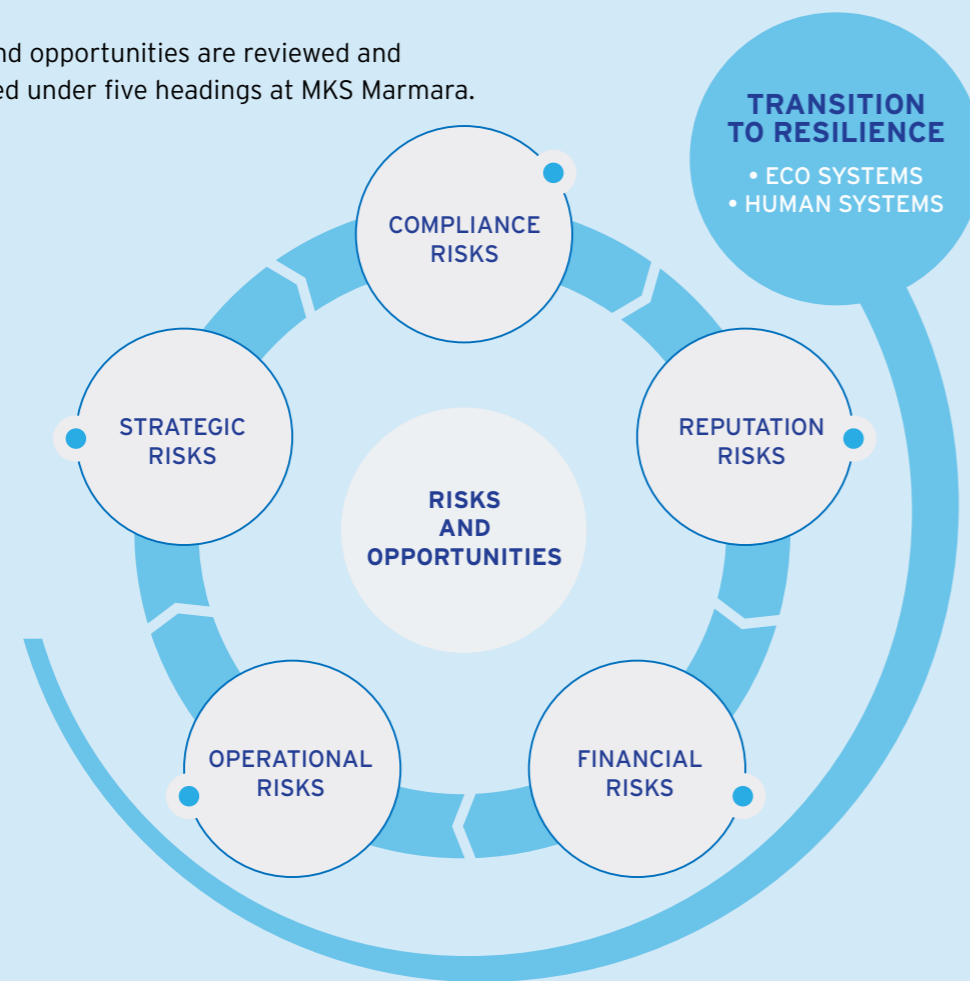 nd opportunities are reviewed and
ed under five headings at MKS Marmara.
TRANSITION
TO RESILIENCE
• ECO SYSTEMS
• HUMAN SYSTEMS
COMPLIANCE
RISKS
STRATEGIC
RISKS
REPUTATION
RISKS
RISKS
AND
OPPORTUNITIES
OPERATIONAL
RISKS
FINANCIAL
RISKS